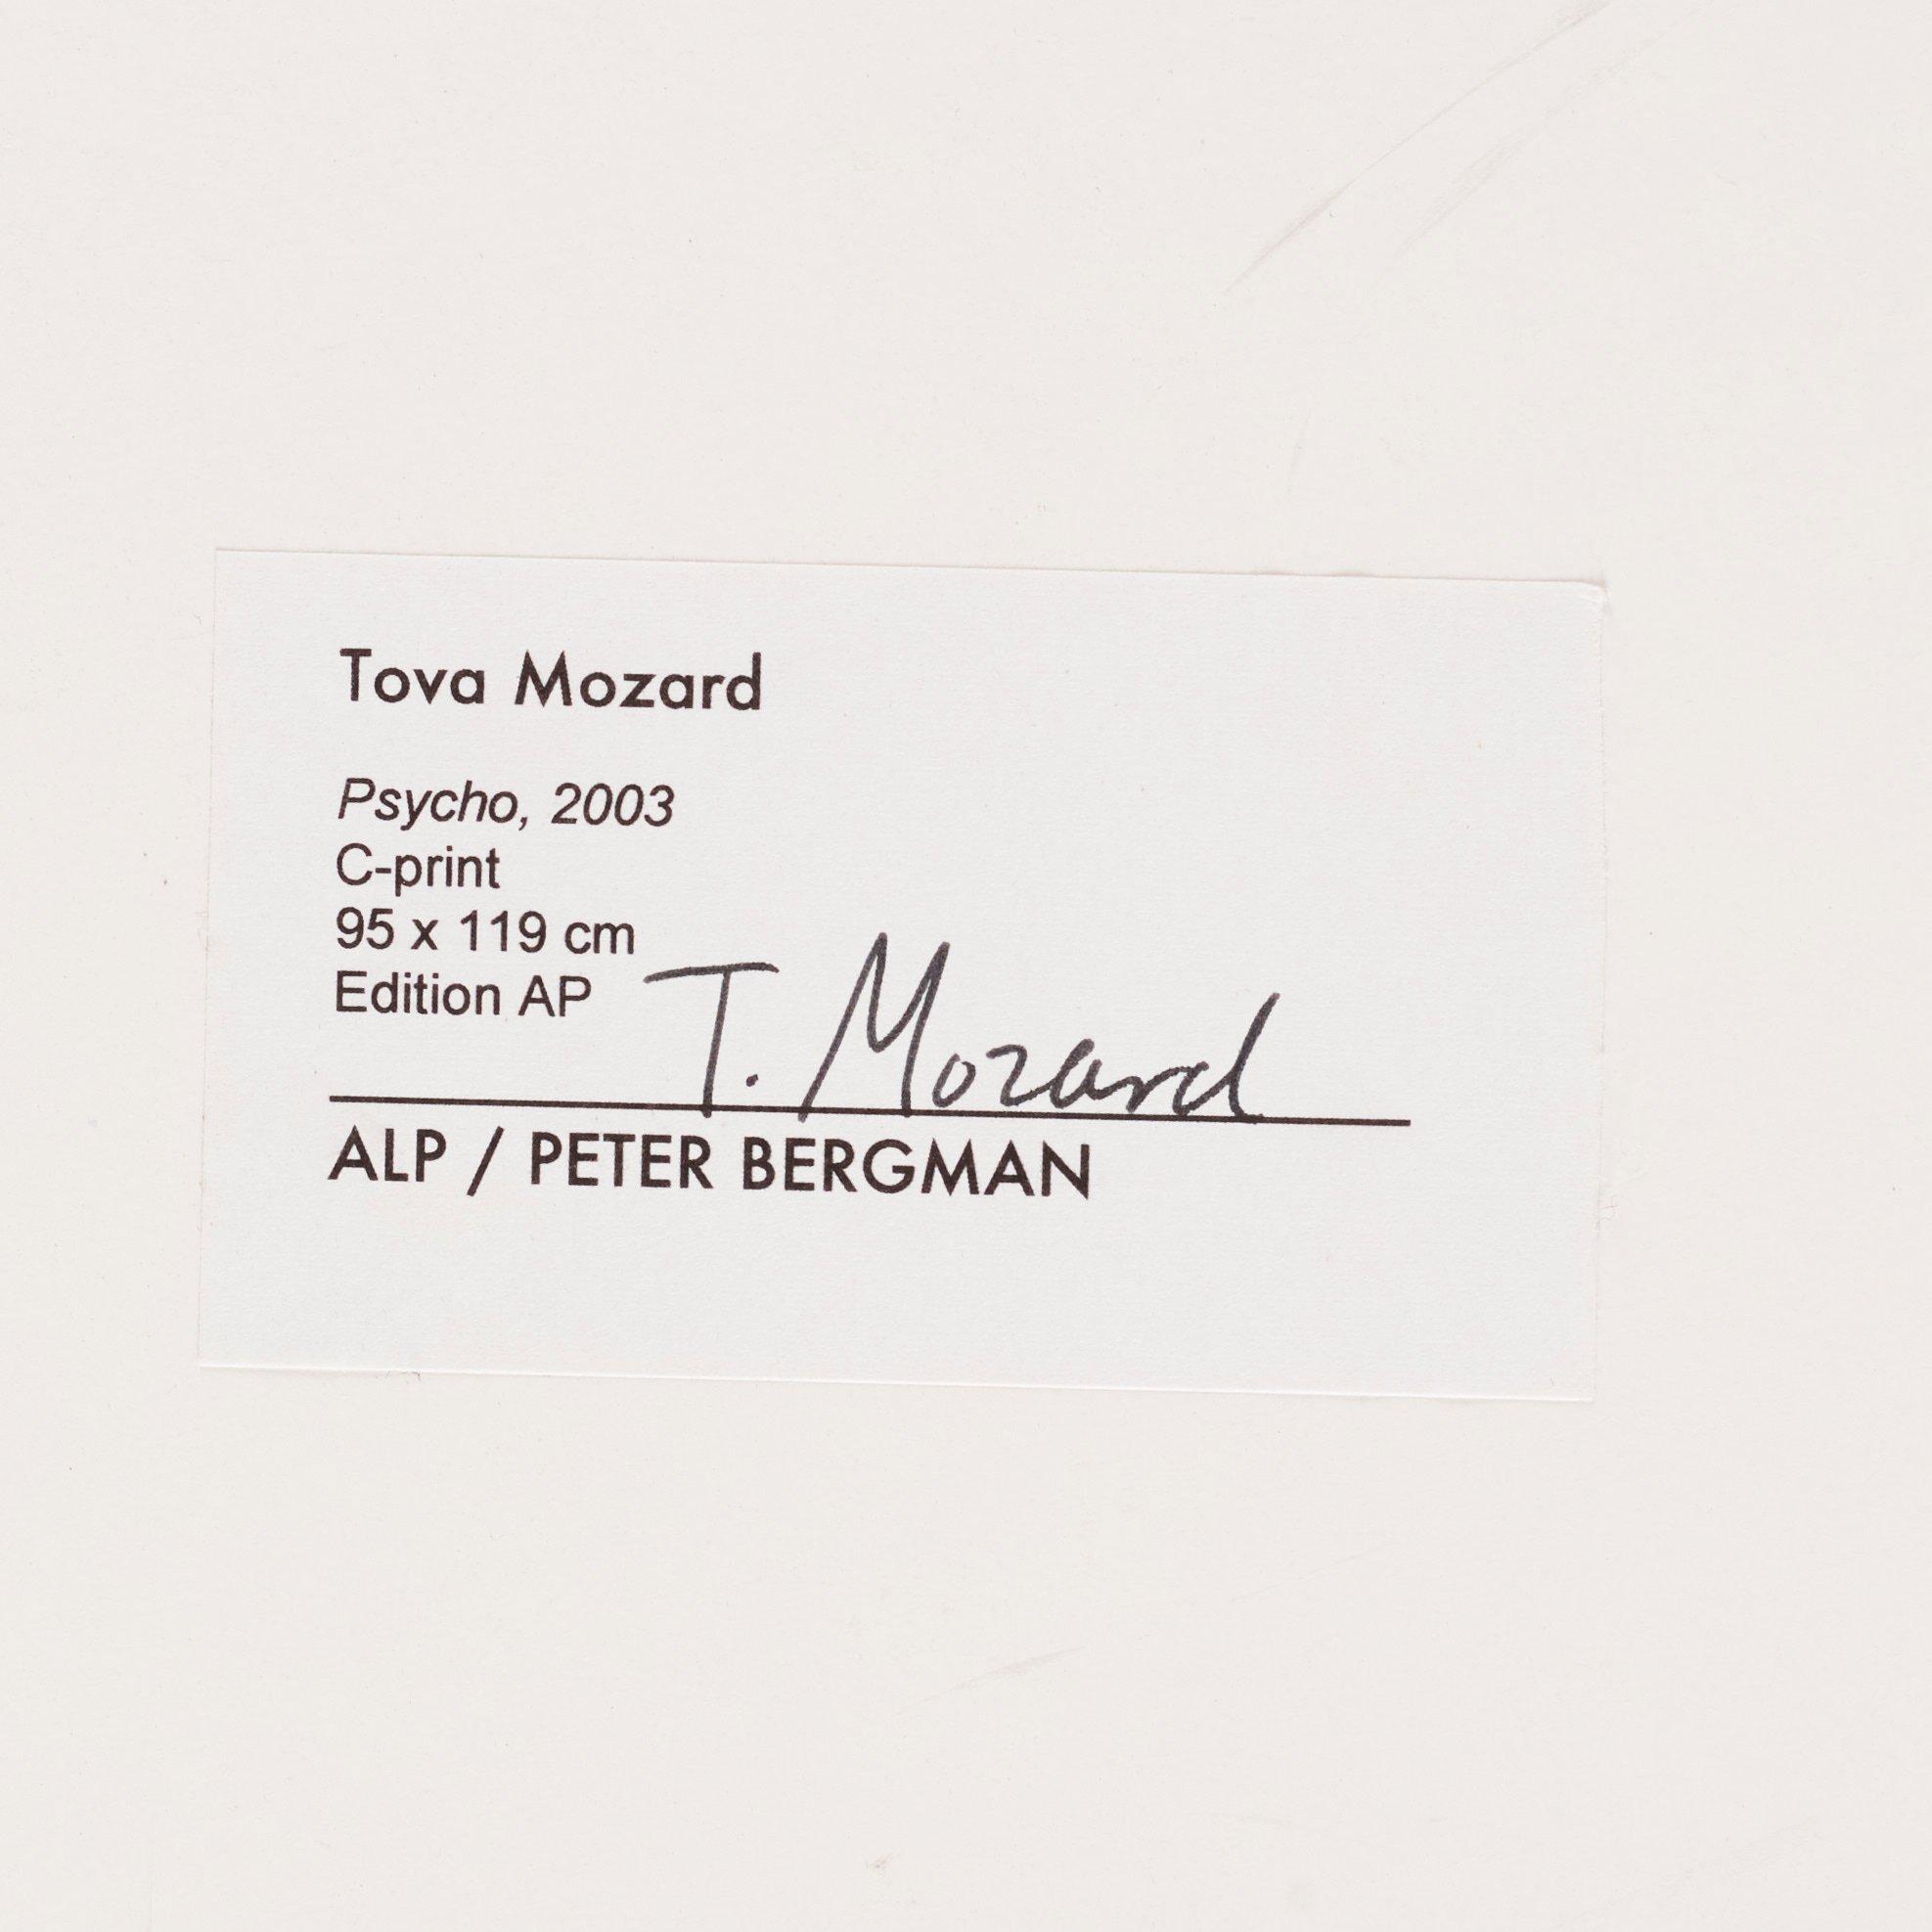 Tova Mozard
Psycho, 2003
C-print
95 x 119 cm
Edition AP
T. Mozard
ALP / PETER BERGMAN